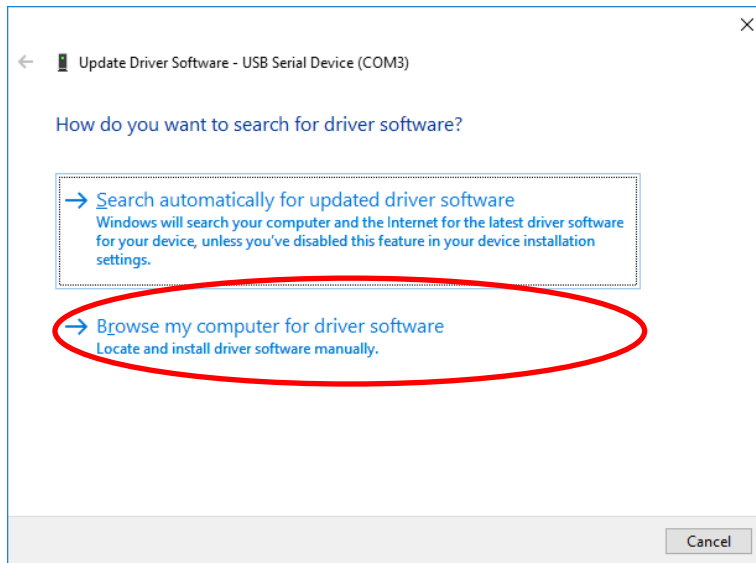 Update Driver Software - USB Serial Device (COM3)
How do you want to search for driver software?
Search automatically for updated driver software
Windows will search your computer and the Internet for the latest driver software
for your device, unless you've disabled this feature in your device installation
settings.
Browse my computer for driver software
Locate and install driver software manually.
Cancel